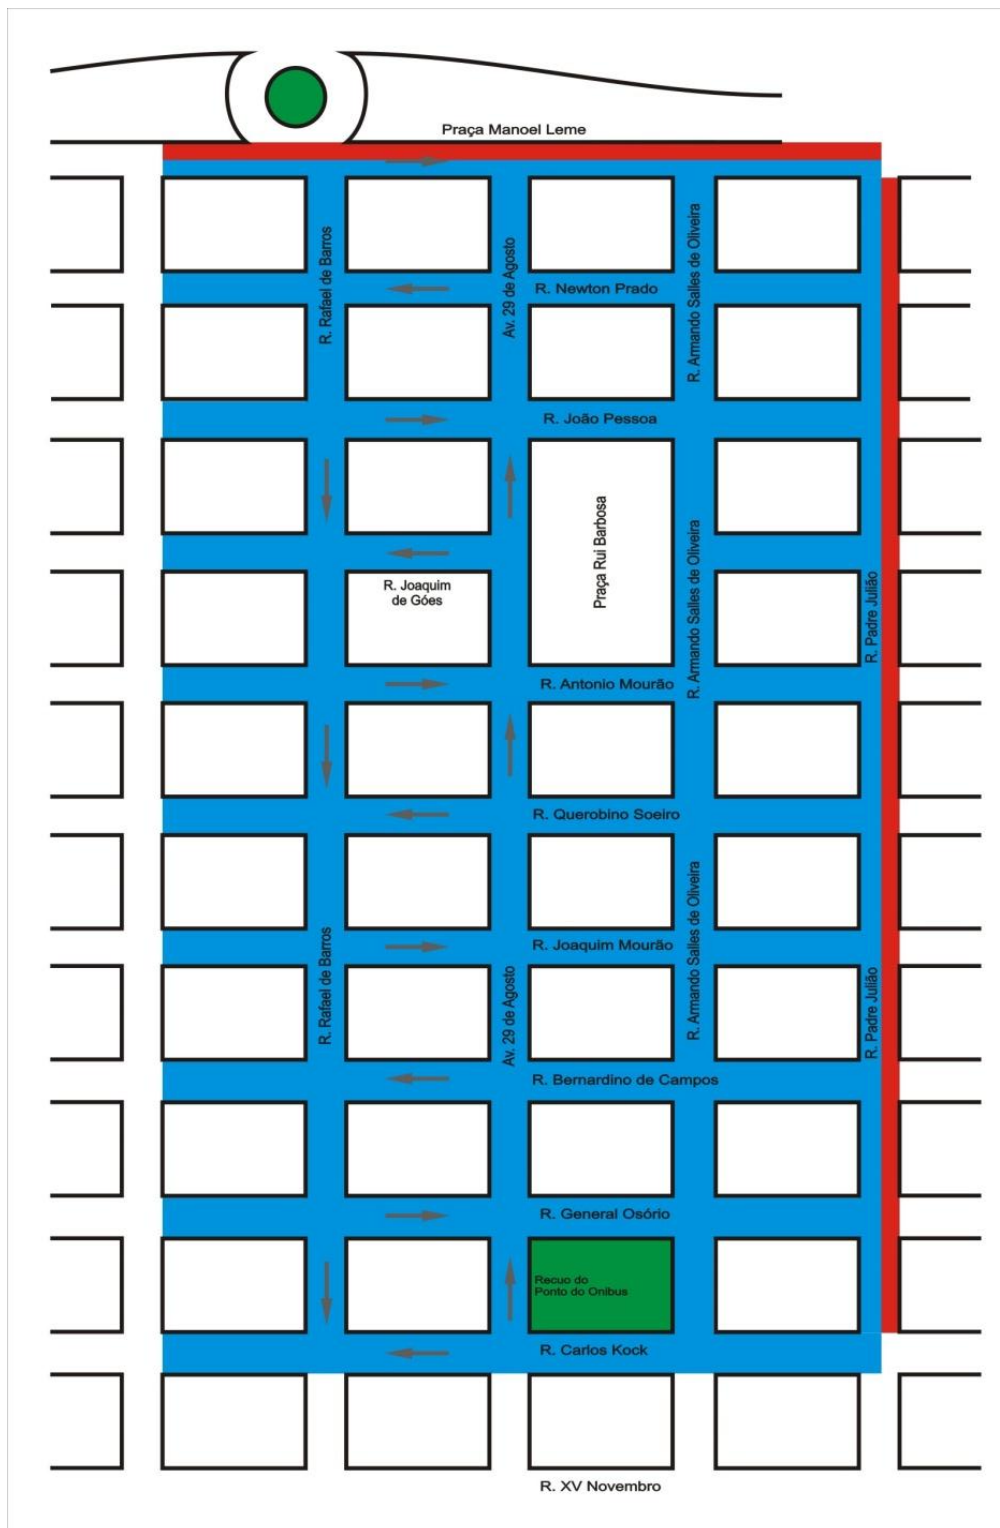 Praça Manoel Leme
R. Rafael de Barros
Av. 29 de Agosto
R. Armando Salles de Oliveira
R. Newton Prado
R. João Pessoa
Praça Rui Barbosa
R. Armando Salles de Oliveira
R. Joaquim
de Góes
R. Padre Julião
R. Antonio Mourão
R. Querobino Soeiro
R. Armando Salles de Oliveira
R. Joaquim Mourão
R. Rafael de Barros
Av. 29 de Agosto
R. Padre Julião
R. Bernardino de Campos
R. General Osório
Recuo do
Ponto do Onibus
R. Carlos Kock
R. XV Novembro